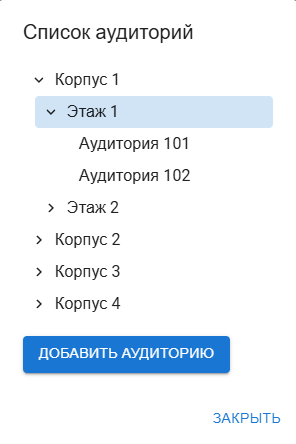 Список аудиторий
Корпус 1
Этаж 1
Аудитория 101
Аудитория 102
Этаж 2
Корпус 2
Корпус 3
Корпус 4
ДОБАВИТЬ АУДИТОРИЮ
ЗАКРЫТЬ